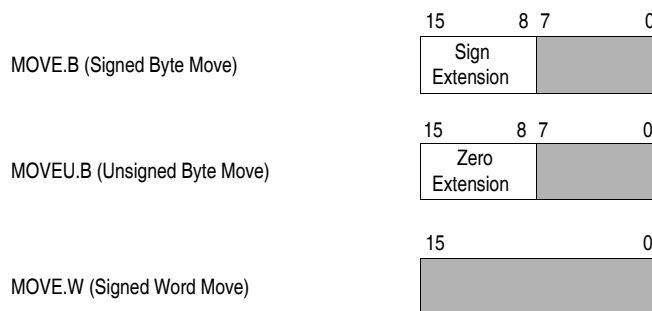 15 8 7 0
MOVE.B (Signed Byte Move)
Sign
Extension
15 8 7 0
MOVEU.B (Unsigned Byte Move)
Zero
Extension
15 0
MOVE.W (Signed Word Move)